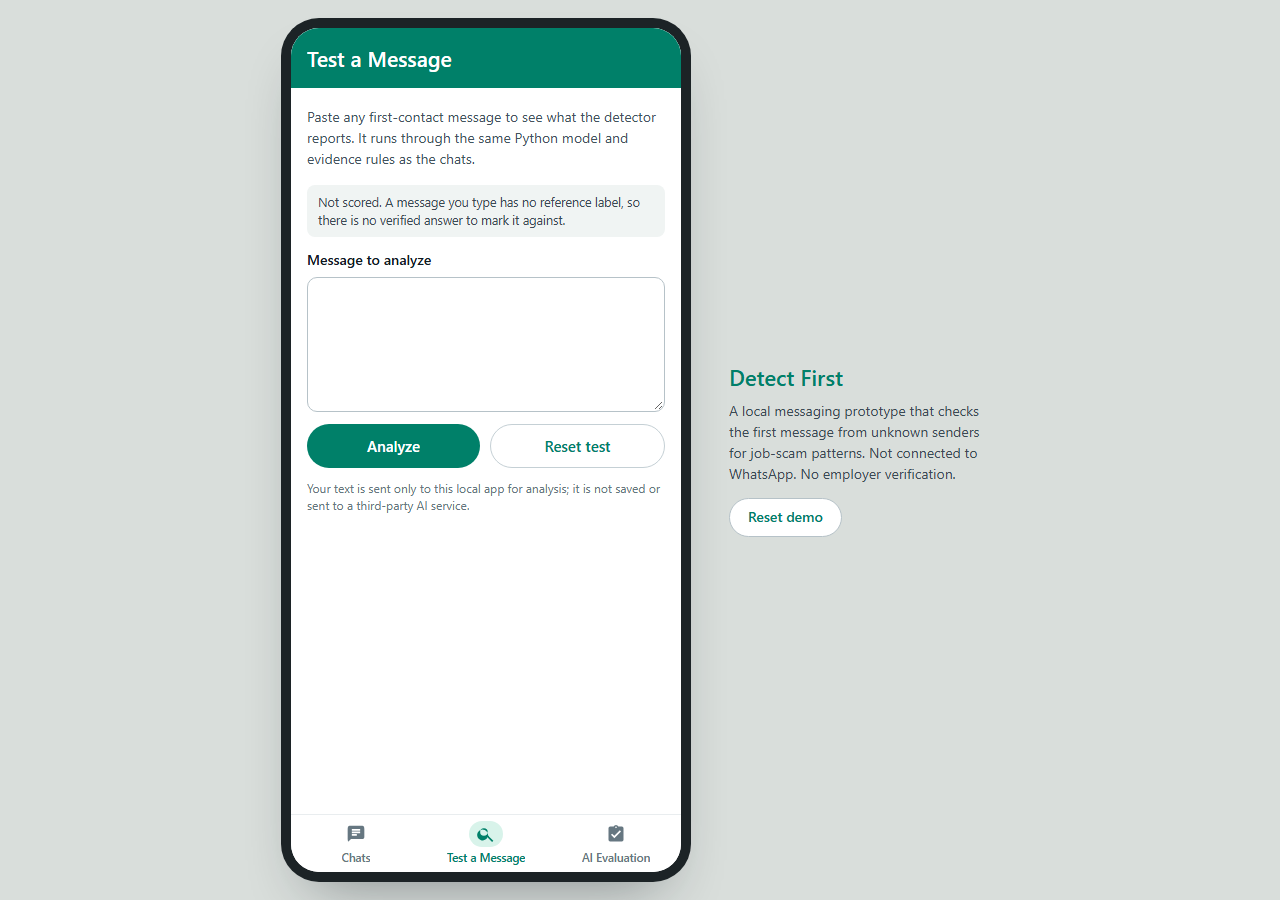 Test a Message
Paste any first-contact message to see what the detector
reports. It runs through the same Python model and
evidence rules as the chats.
Not scored. A message you type has no reference label, so
there is no verified answer to mark it against.
Message to analyze
Analyze
Reset test
Your text is sent only to this local app for analysis; it is not saved or
sent to a third-party AI service.
Chats
Test a Message
AI Evaluation
Detect First
A local messaging prototype that checks
the first message from unknown senders
for job-scam patterns. Not connected to
WhatsApp. No employer verification.
Reset demo